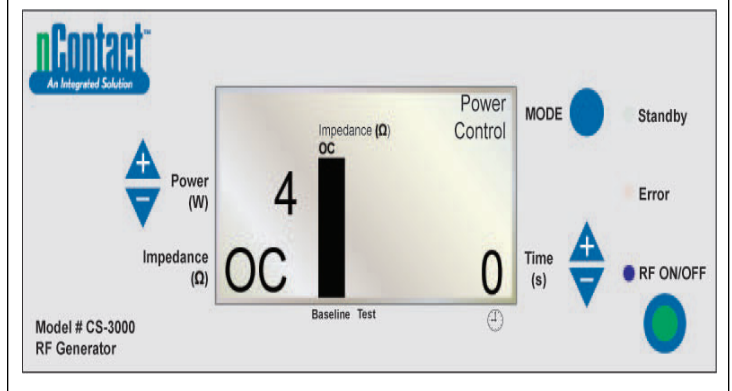 nContact™
An Integrated Solution
Power
Control
Impedance (Ω)
OC
MODE
Standby
+
−
Power
(W)
4
Error
Impedance
(Ω)
OC
0
Time
(s)
+
−
RF ON/OFF
Baseline Test
Model # CS-3000
RF Generator